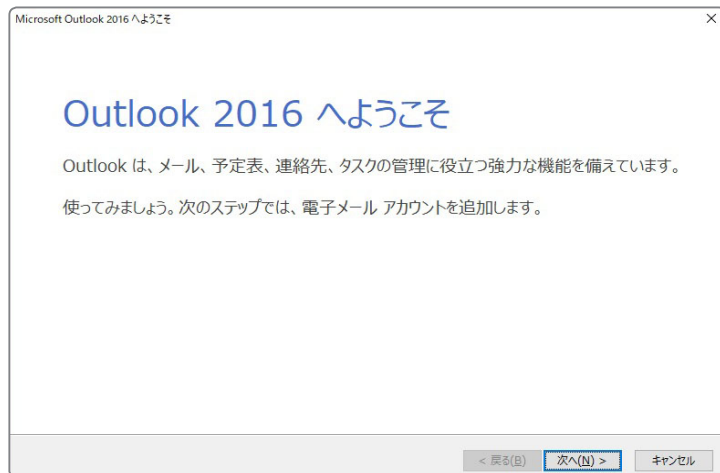 Microsoft Outlook 2016 へようこそ
Outlook 2016 へようこそ
Outlook は、メール、予定表、連絡先、タスクの管理に役立つ強力な機能を備えています。
使ってみましょう。次のステップでは、電子メール アカウントを追加します。
< 戻る(B) 次へ(N) > キャンセル